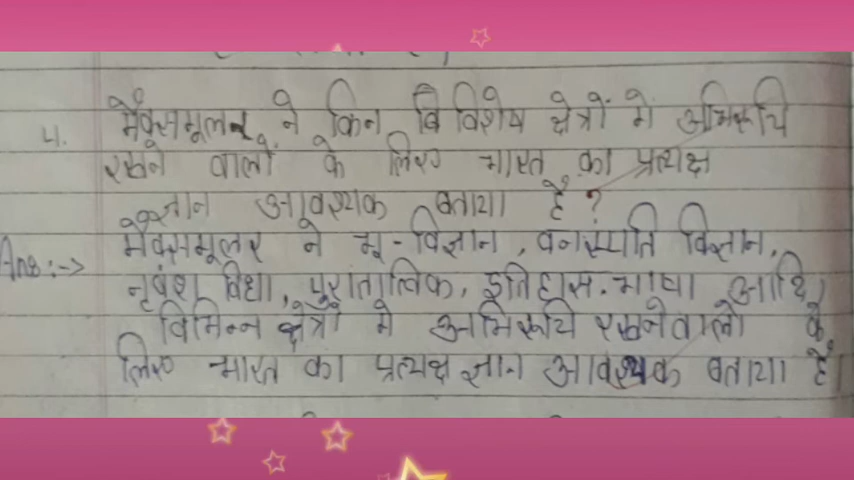 4. मैक्समूलर ने किन वि विशेष क्षेत्रों में अभिरूचि
रखने वालों के लिए भारत का प्रत्यक्ष
ज्ञान आवश्यक बताया है?
Ans:-> मैक्समूलर ने भू-विज्ञान, वनस्पति विज्ञान,
नृवंश विद्या, पुरातात्विक, इतिहास. भाषा आदि
विभिन्न क्षेत्रों में अभिरूचि रखनेवालों के
लिए भारत का प्रत्यक्ष ज्ञान आवश्यक बताया है।